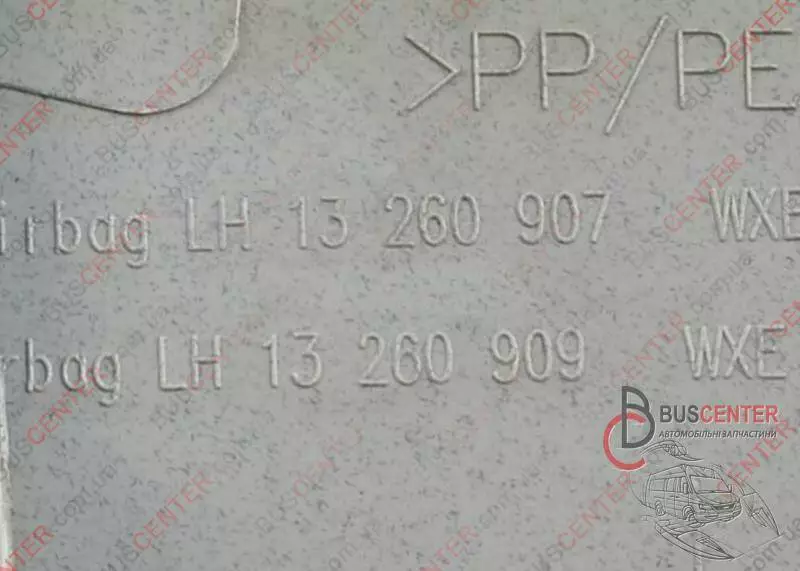 >PP/PE
irbag LH 13 260 907 WXE
rbag LH 13 260 909 WXE
BUSCENTER
АВТОМОБІЛЬНІ ЗАПЧАСТИНИ